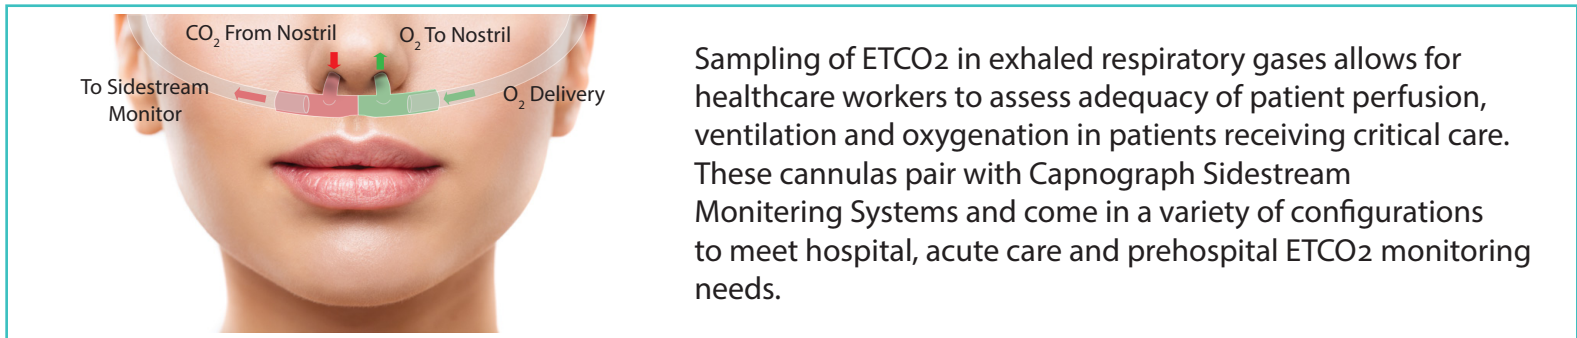 CO₂ From Nostril
O₂ To Nostril
To Sidestream
Monitor
O₂ Delivery
Sampling of ETCO2 in exhaled respiratory gases allows for
healthcare workers to assess adequacy of patient perfusion,
ventilation and oxygenation in patients receiving critical care.
These cannulas pair with Capnograph Sidestream
Monitering Systems and come in a variety of configurations
to meet hospital, acute care and prehospital ETCO2 monitoring
needs.